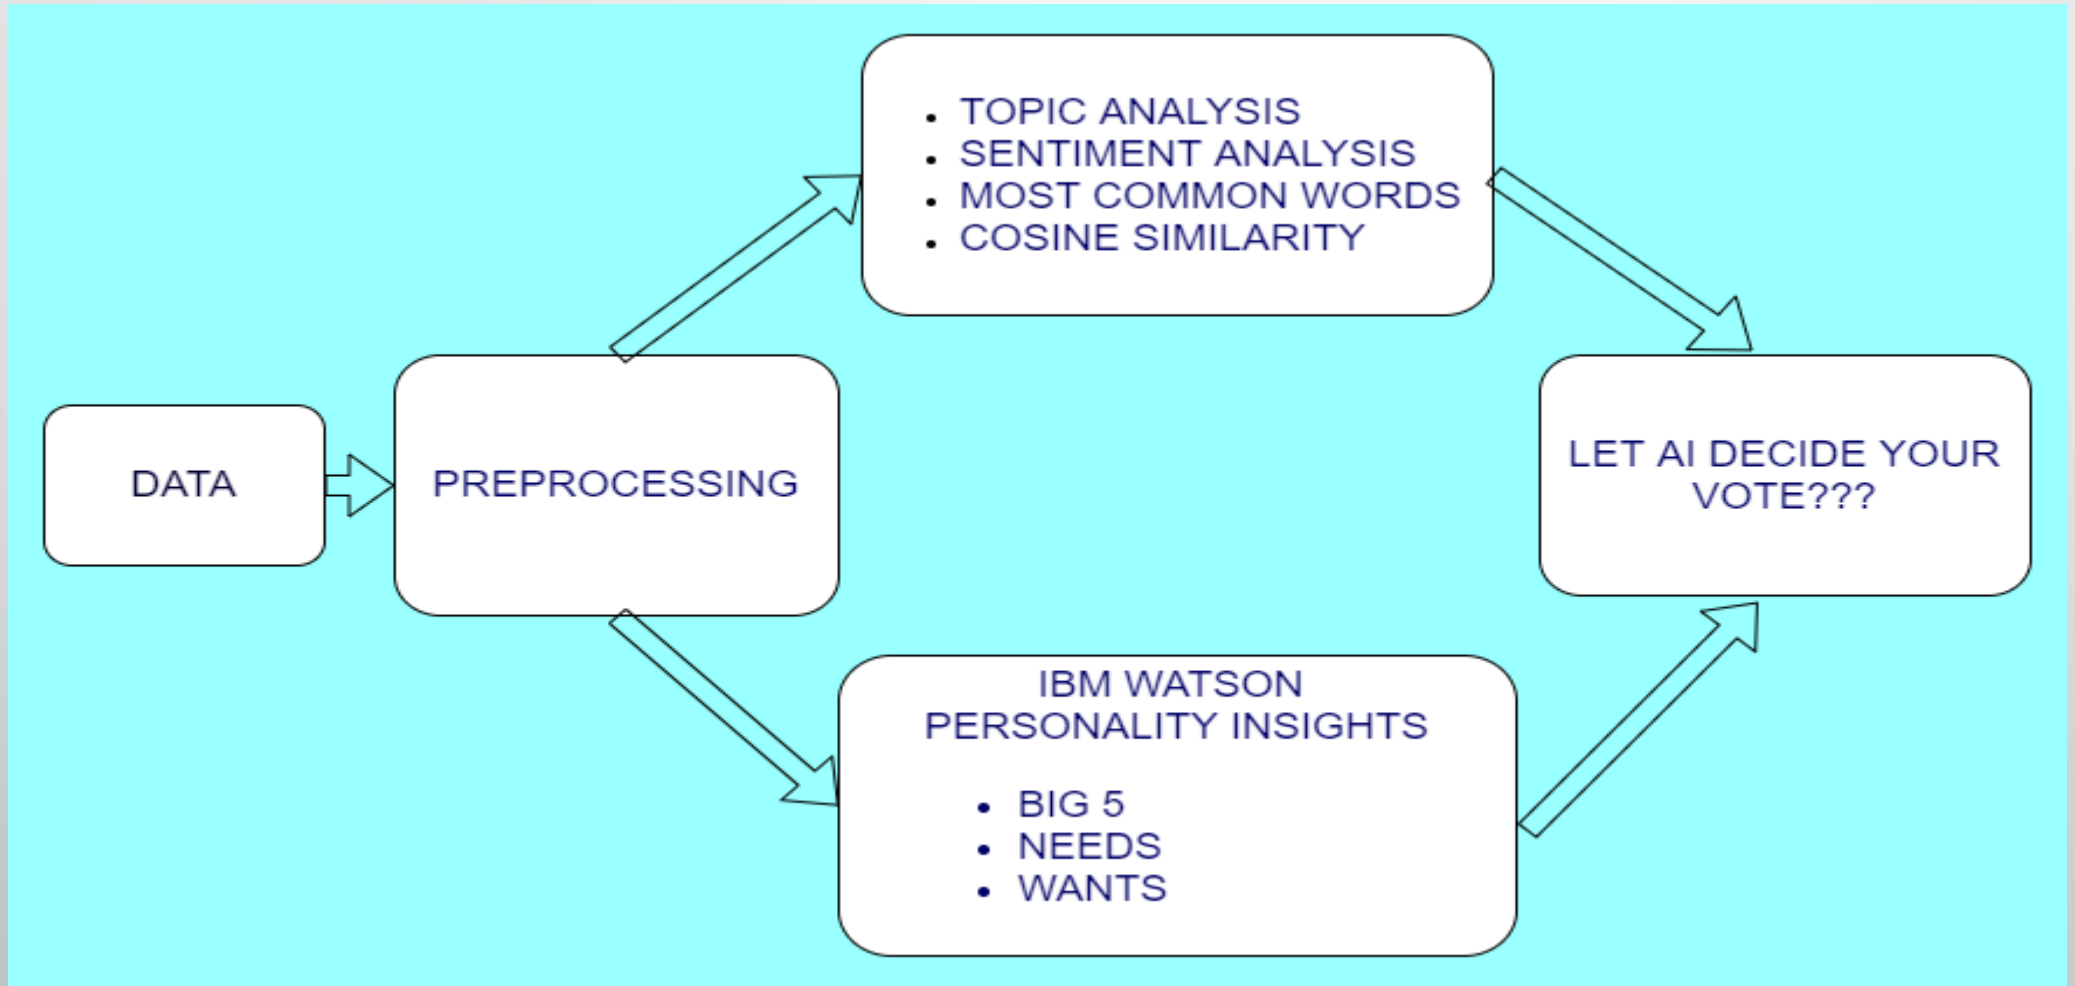 DATA
PREPROCESSING
• TOPIC ANALYSIS
• SENTIMENT ANALYSIS
• MOST COMMON WORDS
• COSINE SIMILARITY
IBM WATSON
PERSONALITY INSIGHTS
• BIG 5
• NEEDS
• WANTS
LET AI DECIDE YOUR
VOTE???